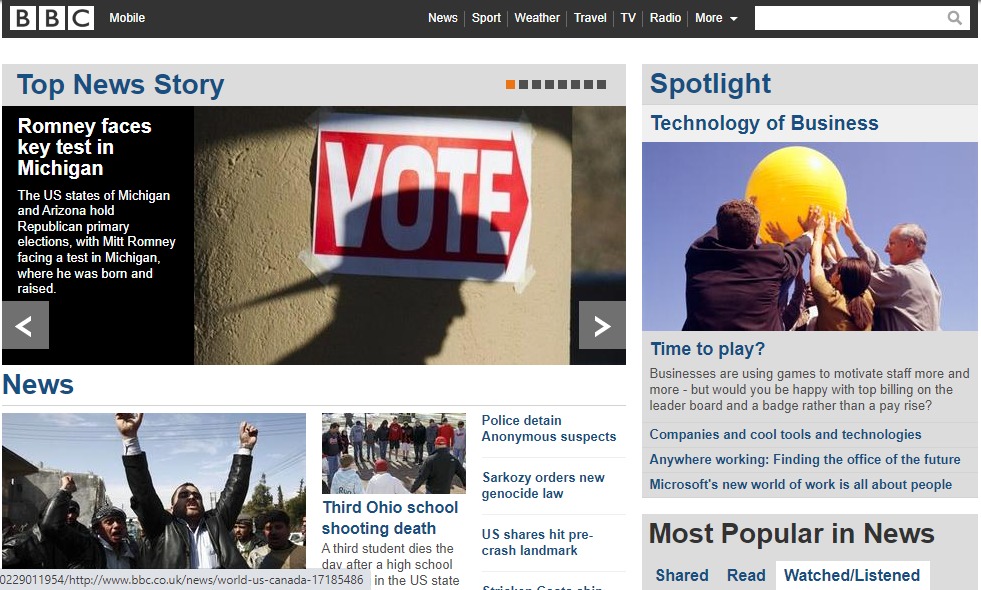 BBC Mobile News Sport Weather Travel TV Radio More
Top News Story
Romney faces
key test in
Michigan
The US states of Michigan
and Arizona hold
Republican primary
elections, with Mitt Romney
facing a test in Michigan,
where he was born and
raised.
VOTE
News
Third Ohio school
shooting death
A third student dies the
day after a high school
in the US state
Police detain
Anonymous suspects
Sarkozy orders new
genocide law
US shares hit pre-
crash landmark
0229011954/http://www.bbc.co.uk/news/world-us-canada-17185486
Spotlight
Technology of Business
Time to play?
Businesses are using games to motivate staff more and
more - but would you be happy with top billing on the
leader board and a badge rather than a pay rise?
Companies and cool tools and technologies
Anywhere working: Finding the office of the future
Microsoft's new world of work is all about people
Most Popular in News
Shared Read Watched/Listened